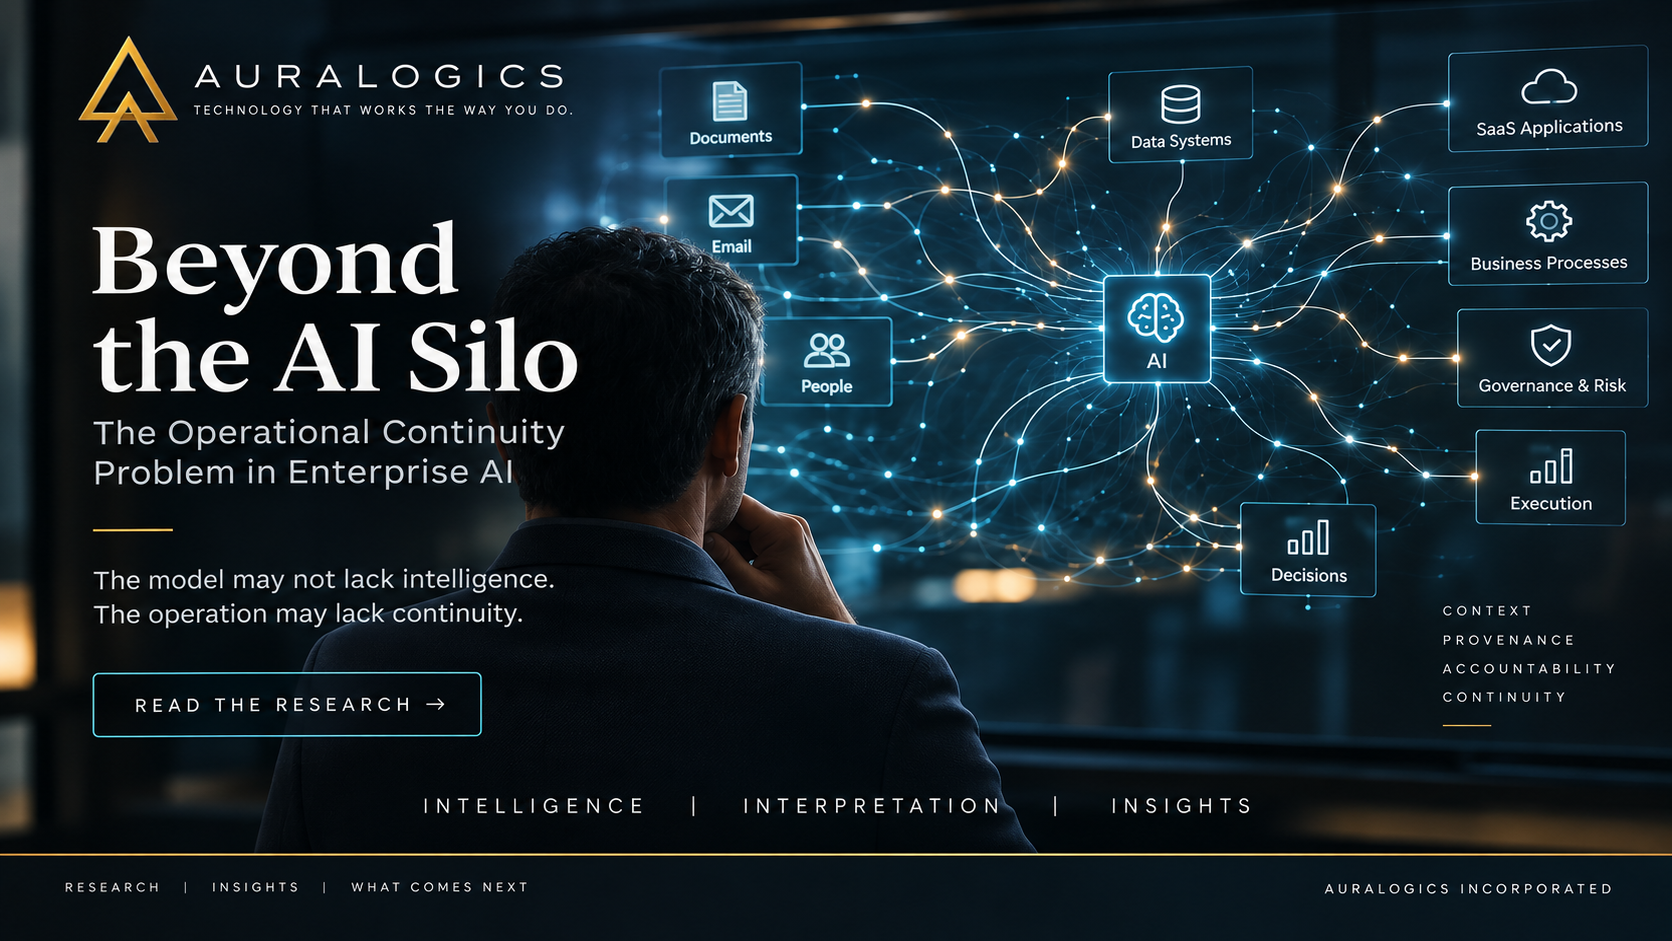 AURALOGICS
TECHNOLOGY THAT WORKS THE WAY YOU DO.
Beyond
the AI Silo
The Operational Continuity
Problem in Enterprise AI
The model may not lack intelligence.
The operation may lack continuity.
READ THE RESEARCH →
Documents
Email
People
Data Systems
AI
SaaS Applications
Business Processes
Governance & Risk
Execution
Decisions
CONTEXT
PROVENANCE
ACCOUNTABILITY
CONTINUITY
INTELLIGENCE | INTERPRETATION | INSIGHTS
RESEARCH | INSIGHTS | WHAT COMES NEXT
AURALOGICS INCORPORATED